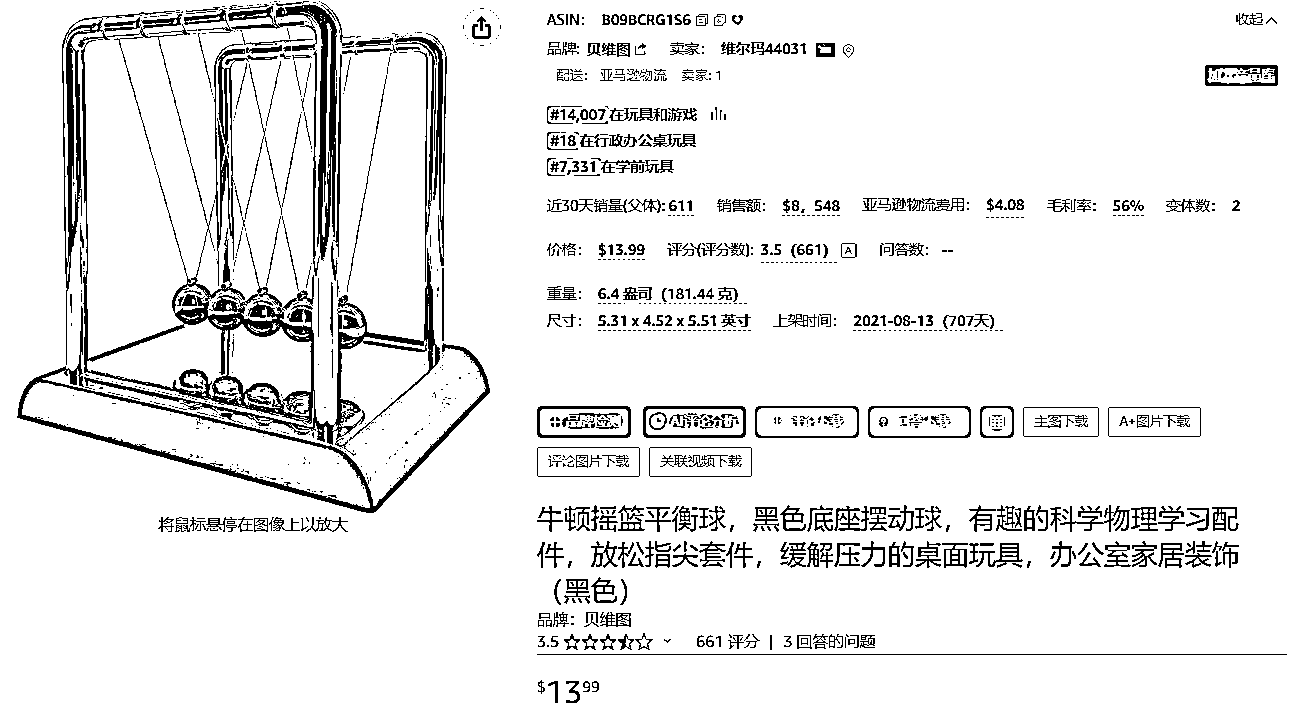 ASIN: B09BCRG1S6
收起
品牌: 贝维图 卖家: 维尔玛44031
配送: 亚马逊物流 卖家: 1
#14,007 在玩具和游戏
#18 在行政办公桌玩具
#7,331 在学前玩具
近30天销量(父体): 611 销售额: $8, 548 亚马逊物流费用: $4.08 毛利率: 56% 变体数: 2
价格: $13.99 评分(评分数): 3.5 (661) A 问答数: --
重量: 6.4 盎司 (181.44 克)
尺寸: 5.31 x 4.52 x 5.51 英寸 上架时间: 2021-08-13 (707天)
主图下载 A+图片下载
评论图片下载 关联视频下载
将鼠标悬停在图像上以放大
牛顿摇篮平衡球，黑色底座摆动球，有趣的科学物理学习配
件，放松指尖套件，缓解压力的桌面玩具，办公室家居装饰
（黑色）
品牌：贝维图
3.5 661 评分 | 3 回答的问题
$13.99